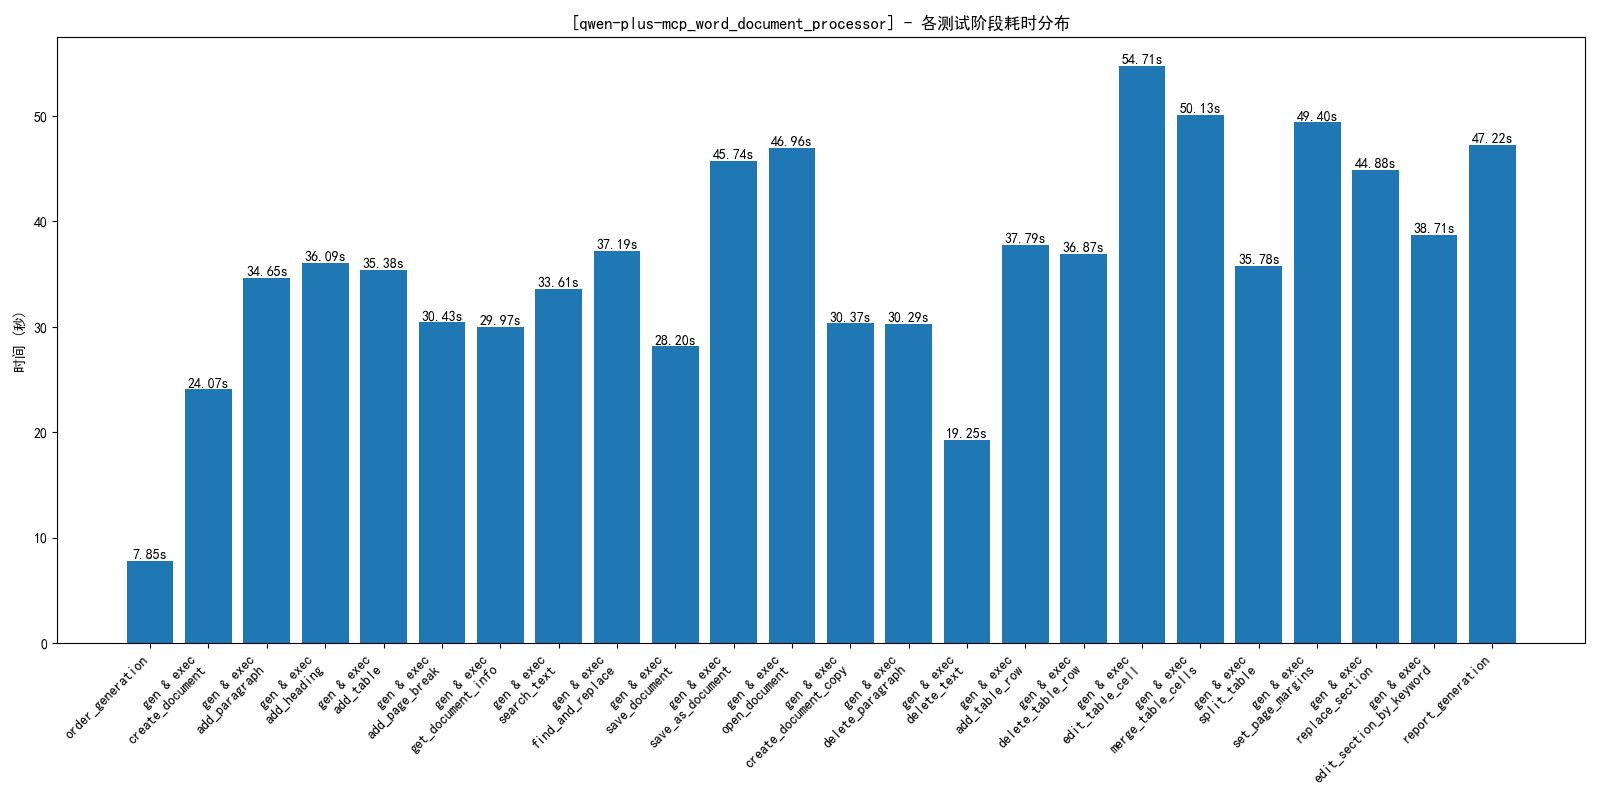 [qwen-plus-mcp_word_document_processor] - 各测试阶段耗时分布
时间 (秒)
50
40
30
20
10
0
7.85s
24.07s
34.65s
36.09s
35.38s
30.43s
29.97s
33.61s
37.19s
28.20s
45.74s
46.96s
30.37s
30.29s
19.25s
37.79s
36.87s
54.71s
50.13s
35.78s
49.40s
44.88s
38.71s
47.22s
order_generation
gen & exec
create_document
gen & exec
add_paragraph
gen & exec
add_heading
gen & exec
add_table
gen & exec
add_page_break
gen & exec
get_document_info
gen & exec
search_text
gen & exec
find_and_replace
gen & exec
save_document
gen & exec
save_as_document
gen & exec
open_document
gen & exec
create_document_copy
gen & exec
delete_paragraph
gen & exec
delete_text
gen & exec
add_table_row
gen & exec
delete_table_row
gen & exec
edit_table_cell
gen & exec
merge_table_cells
gen & exec
split_table
gen & exec
set_page_margins
gen & exec
replace_section
gen & exec
edit_section_by_keyword
report_generation